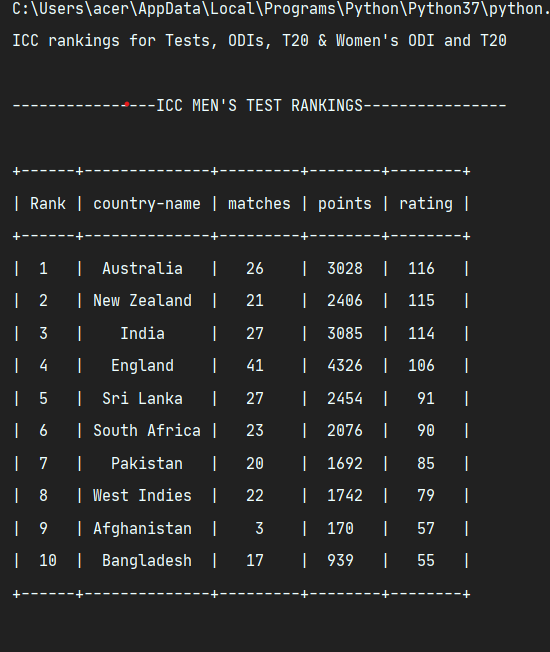 C:\Users\acer\AppData\Local\Programs\Python\Python37\python.
ICC rankings for Tests, ODIs, T20 & Women's ODI and T20
----------------ICC MEN'S TEST RANKINGS----------------
+------+--------------+---------+--------+--------+
| Rank | country-name | matches | points | rating |
+------+--------------+---------+--------+--------+
|  1   |  Australia   |   26    |  3028  |  116   |
|  2   | New Zealand  |   21    |  2406  |  115   |
|  3   |    India     |   27    |  3085  |  114   |
|  4   |   England    |   41    |  4326  |  106   |
|  5   |  Sri Lanka   |   27    |  2454  |   91   |
|  6   | South Africa |   23    |  2076  |   90   |
|  7   |   Pakistan   |   20    |  1692  |   85   |
|  8   | West Indies  |   22    |  1742  |   79   |
|  9   | Afghanistan  |    3    |  170   |   57   |
|  10  |  Bangladesh  |   17    |  939   |   55   |
+------+--------------+---------+--------+--------+